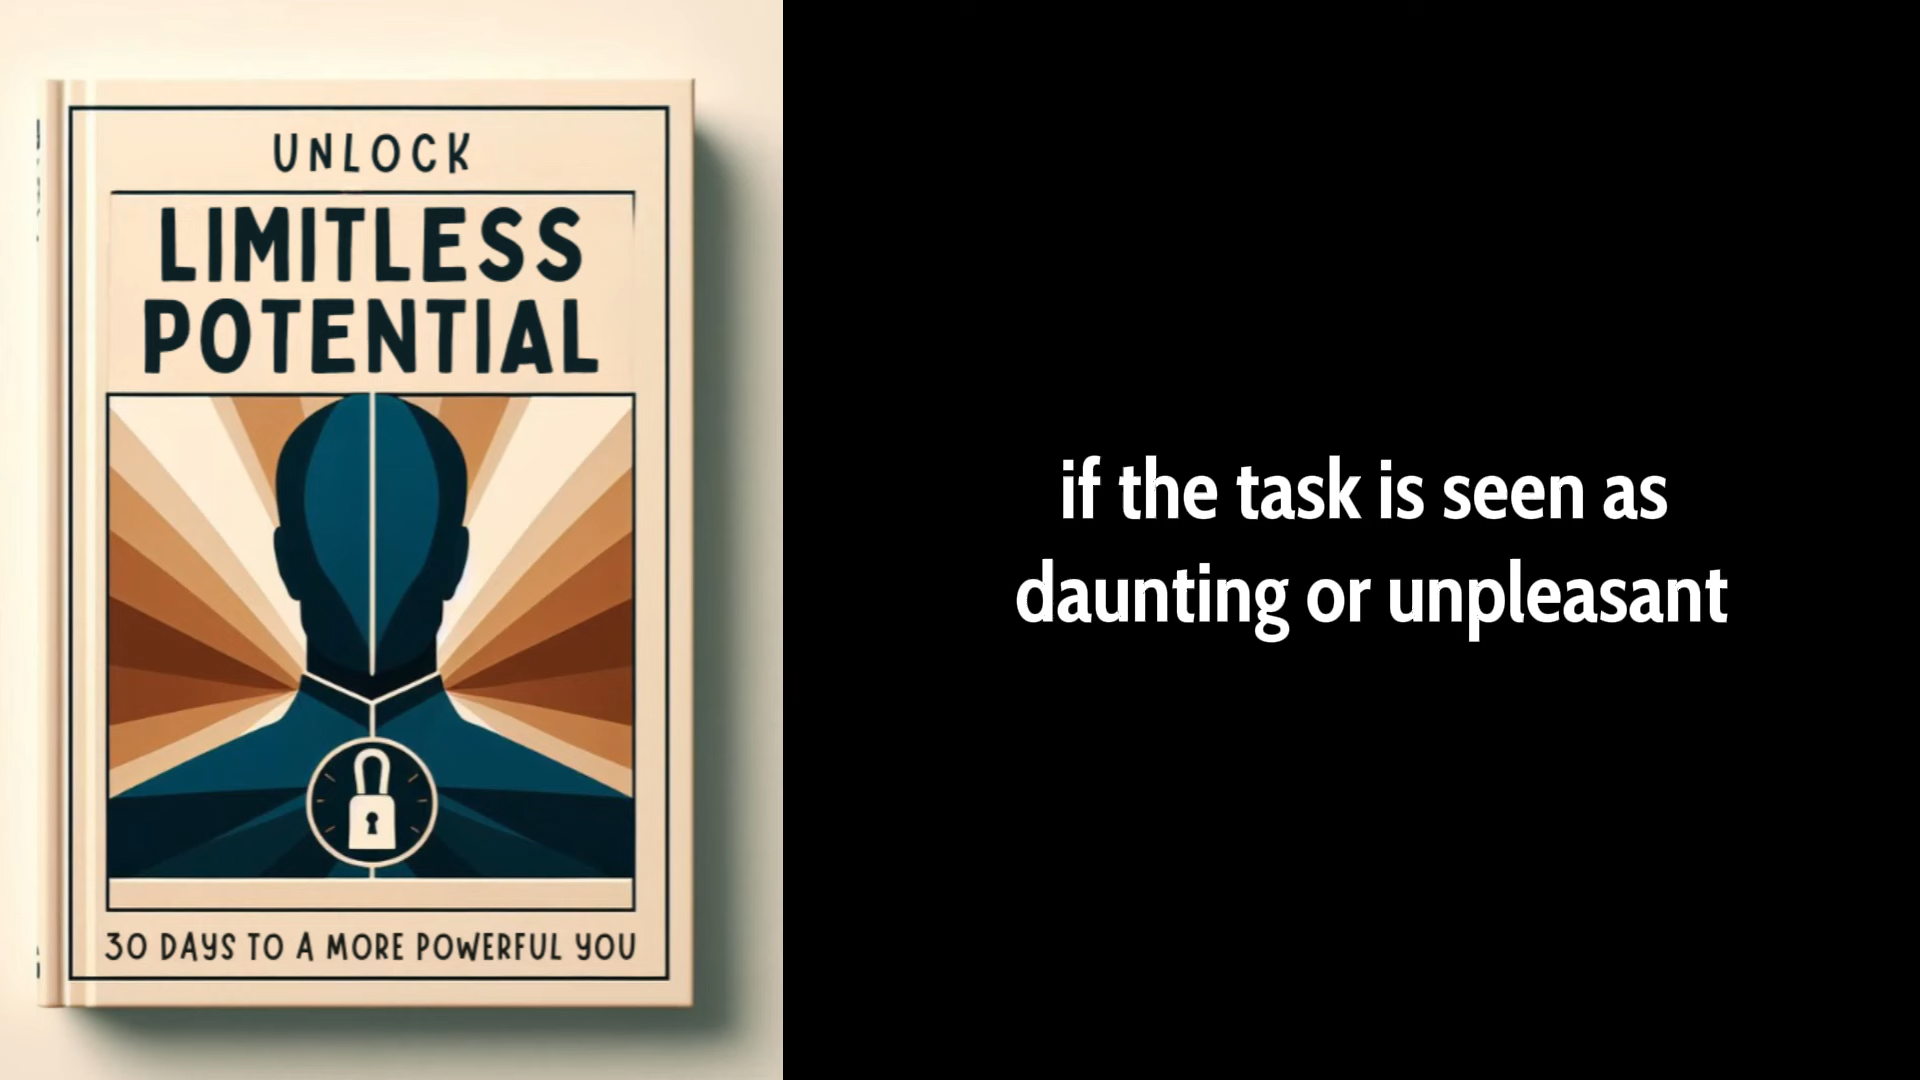 UNLOCK
LIMITLESS
POTENTIAL
30 DAYS TO A MORE POWERFUL YOU
if the task is seen as
daunting or unpleasant